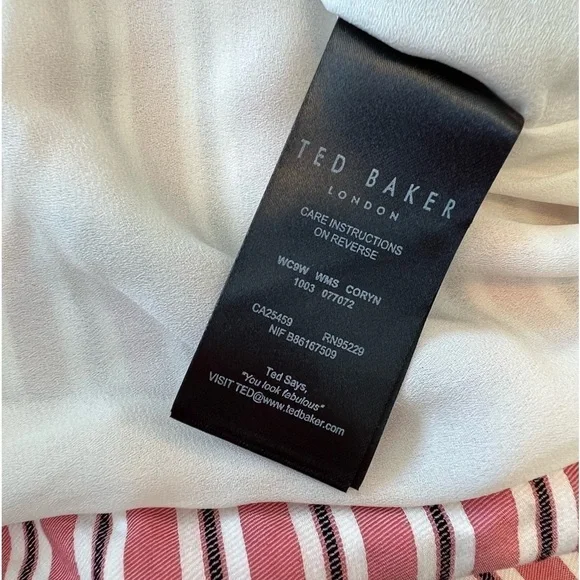 TED BAKER
LONDON
CARE INSTRUCTIONS
ON REVERSE
WC9W WMS CORYN
1003 077072
CA25459 RN95229
NIF B86167509
Ted Says,
"You look fabulous"
VISIT TED@www.tedbaker.com